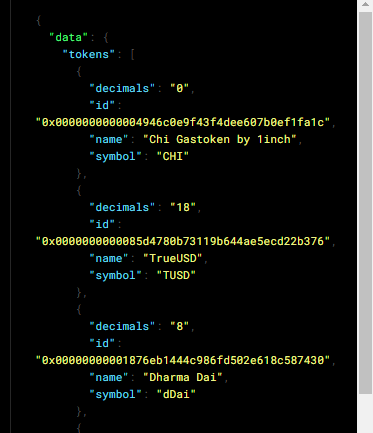 {
"data": {
"tokens": [
{
"decimals": "0",
"id":
"0x0000000000004946c0e9f43f4dee607b0ef1fa1c",
"name": "Chi Gastoken by 1inch",
"symbol": "CHI"
},
{
"decimals": "18",
"id":
"0x0000000000085d4780b73119b644ae5ecd22b376",
"name": "TrueUSD",
"symbol": "TUSD"
},
{
"decimals": "8",
"id":
"0x00000000001876eb1444c986fd502e618c587430",
"name": "Dharma Dai",
"symbol": "dDai"
},
{